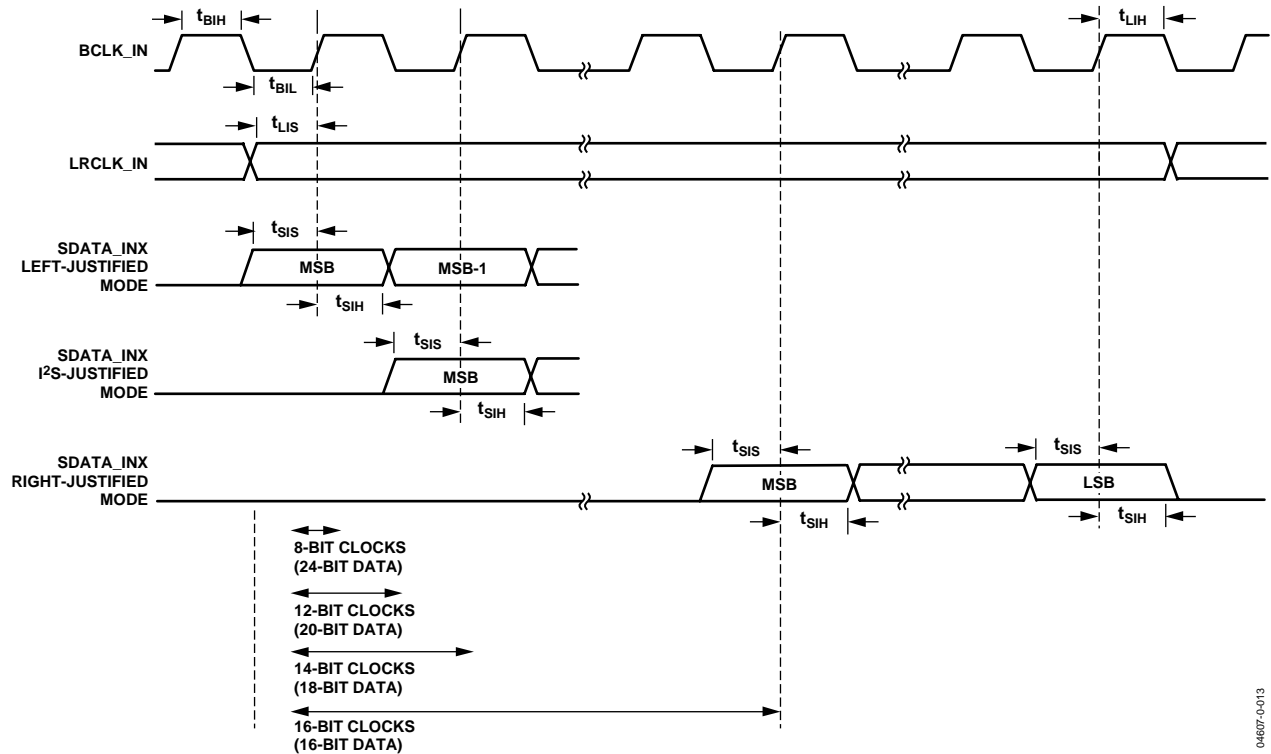 tBIH
tLIH
BCLK_IN
tBIL
tLIS
LRCLK_IN
tSIS
SDATA_INX
LEFT-JUSTIFIED
MODE
MSB
MSB-1
tSIH
tSIS
SDATA_INX
I2S-JUSTIFIED
MODE
MSB
tSIH
tSIS
tSIS
SDATA_INX
RIGHT-JUSTIFIED
MODE
MSB
LSB
tSIH
tSIH
8-BIT CLOCKS
(24-BIT DATA)
12-BIT CLOCKS
(20-BIT DATA)
14-BIT CLOCKS
(18-BIT DATA)
16-BIT CLOCKS
(16-BIT DATA)
04607-0-013